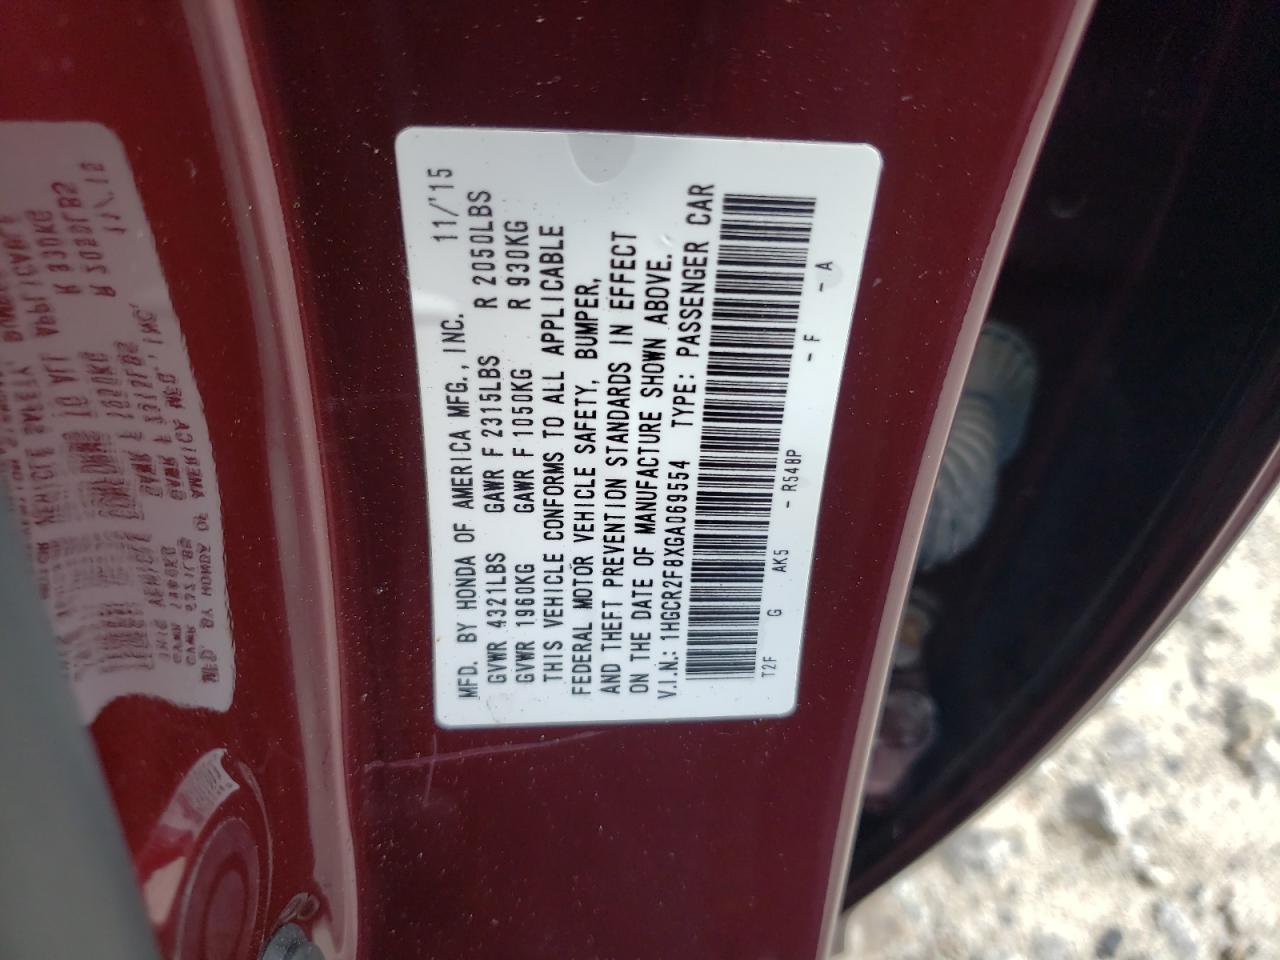 MFD. BY HONDA OF AMERICA MFG., INC. 11/'15
GVWR 4321LBS GAWR F 2315LBS R 2050LBS
GVWR 1960KG GAWR F 1050KG R 930KG
THIS VEHICLE CONFORMS TO ALL APPLICABLE
FEDERAL MOTOR VEHICLE SAFETY, BUMPER,
AND THEFT PREVENTION STANDARDS IN EFFECT
ON THE DATE OF MANUFACTURE SHOWN ABOVE.
V.I.N.: 1HGCR2F8XGA069554 TYPE: PASSENGER CAR
T2F G AK5 - R548P - F - A